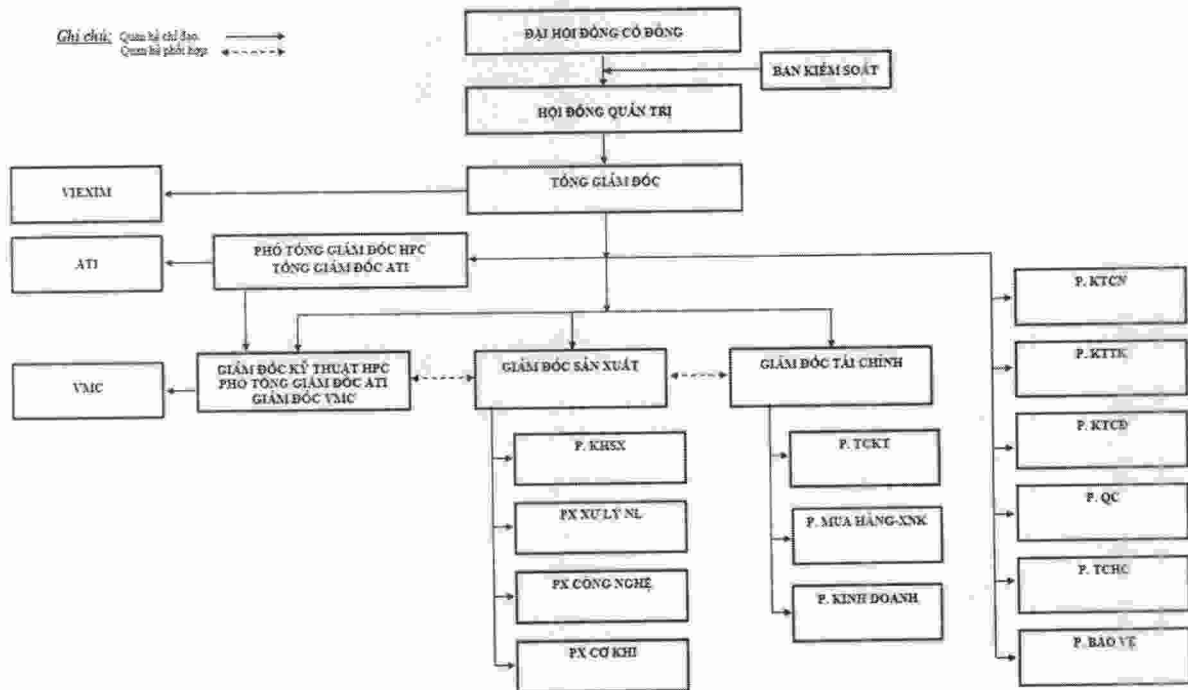 Ghi chú: Quan hệ chỉ đạo.
Quan hệ phối hợp.
ĐẠI HỘI ĐỒNG CỔ ĐÔNG
BAN KIỂM SOÁT
HỘI ĐỒNG QUẢN TRỊ
TỔNG GIÁM ĐỐC
VIEXIM
PHÓ TỔNG GIÁM ĐỐC HPC
TỔNG GIÁM ĐỐC ATI
ATI
P. KTCN
GIÁM ĐỐC KỸ THUẬT HPC
PHÓ TỔNG GIÁM ĐỐC ATI
GIÁM ĐỐC VMC
GIÁM ĐỐC SẢN XUẤT
GIÁM ĐỐC TÀI CHÍNH
P. KTTK
VMC
P. KHSX
P. TCKT
P. KTCĐ
PX XỬ LÝ NL
P. MUA HÀNG-XNK
P. QC
PX CÔNG NGHỆ
P. KINH DOANH
P. TCHC
PX CƠ KHÍ
P. BẢO VỆ